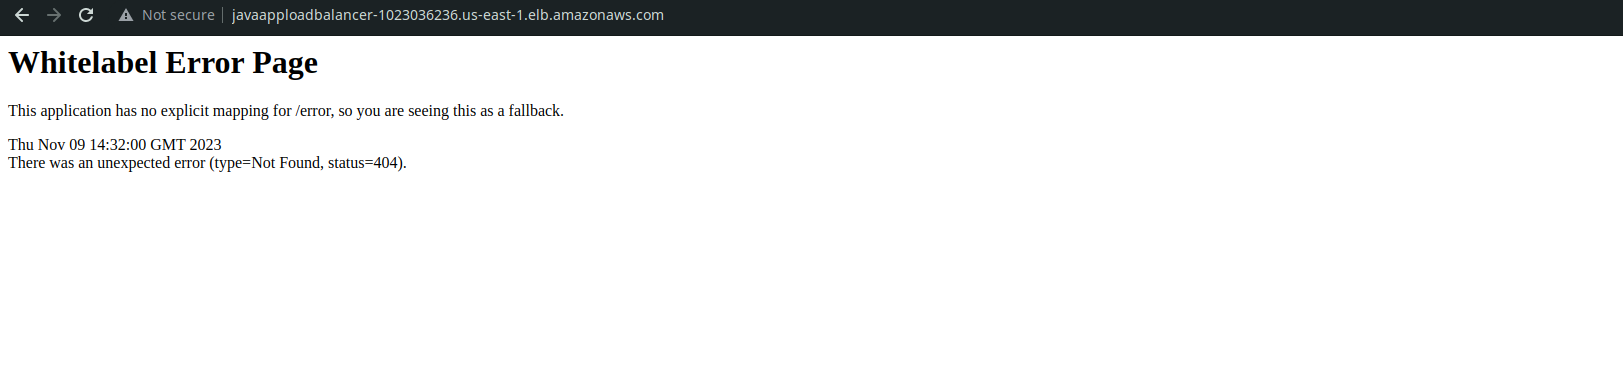 Not secure javaapploadbalancer-1023036236.us-east-1.elb.amazonaws.com
Whitelabel Error Page
This application has no explicit mapping for /error, so you are seeing this as a fallback.
Thu Nov 09 14:32:00 GMT 2023
There was an unexpected error (type=Not Found, status=404).